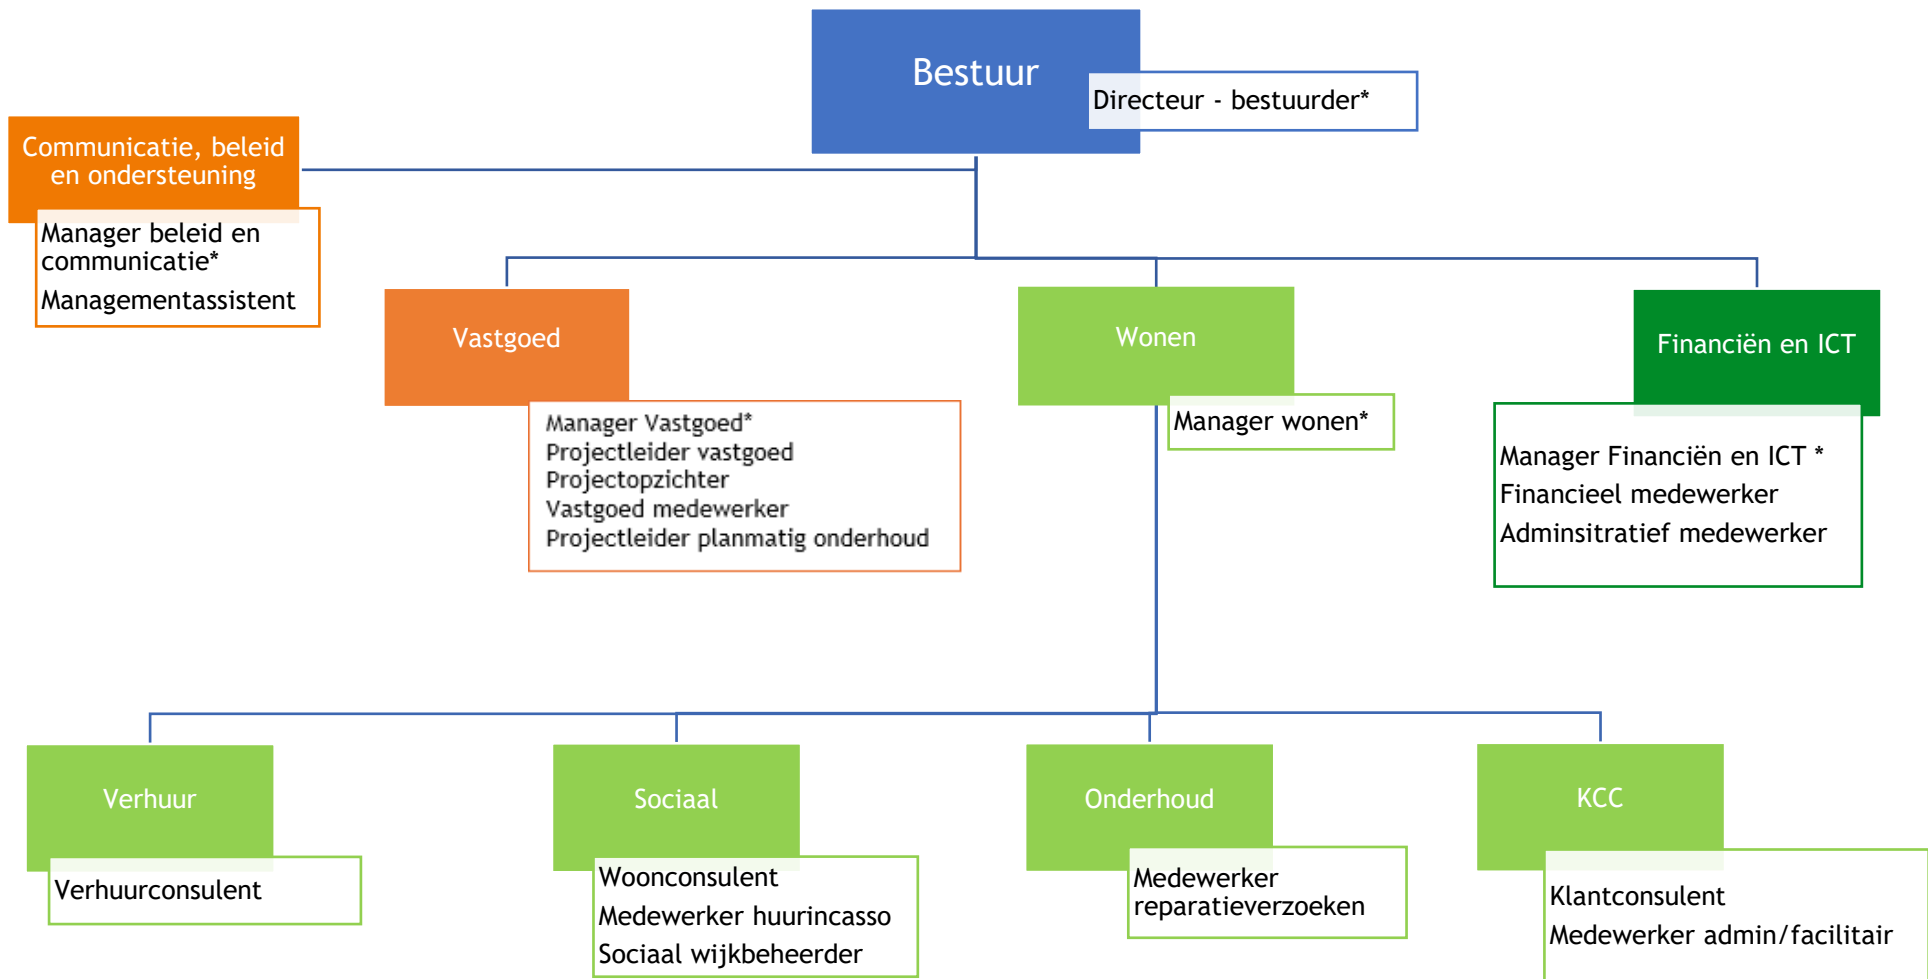 Bestuur
Directeur - bestuurder*
Communicatie, beleid
en ondersteuning
Manager beleid en
communicatie*
Managementassistent
Vastgoed
Manager Vastgoed*
Projectleider vastgoed
Projectopzichter
Vastgoed medewerker
Projectleider planmatig onderhoud
Wonen
Manager wonen*
Financiën en ICT
Manager Financiën en ICT *
Financieel medewerker
Adminsitratief medewerker
Verhuur
Verhuurconsulent
Sociaal
Woonconsulent
Medewerker huurincasso
Sociaal wijkbeheerder
Onderhoud
Medewerker
reparatieverzoeken
KCC
Klantconsulent
Medewerker admin/facilitair